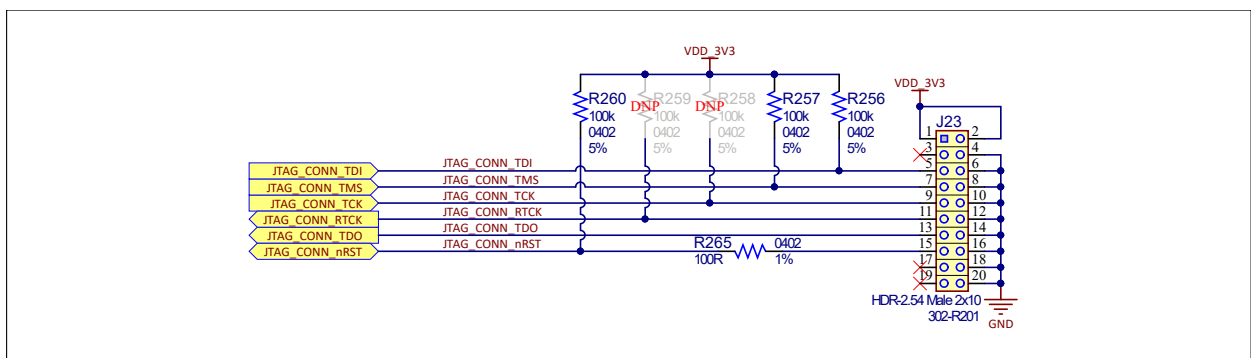 VDD_3V3
VDD_3V3
R260
100k
0402
5%
DNP
R259
100k
0402
5%
DNP
R258
100k
0402
5%
R257
100k
0402
5%
R256
100k
0402
5%
J23
1 2
3 4
5 6
7 8
9 10
11 12
13 14
15 16
17 18
19 20
JTAG_CONN_TDI JTAG_CONN_TDI
JTAG_CONN_TMS JTAG_CONN_TMS
JTAG_CONN_TCK JTAG_CONN_TCK
JTAG_CONN_RTCK JTAG_CONN_RTCK
JTAG_CONN_TDO JTAG_CONN_TDO
JTAG_CONN_nRST JTAG_CONN_nRST
R265 0402
100R 1%
HDR-2.54 Male 2x10
302-R201
GND